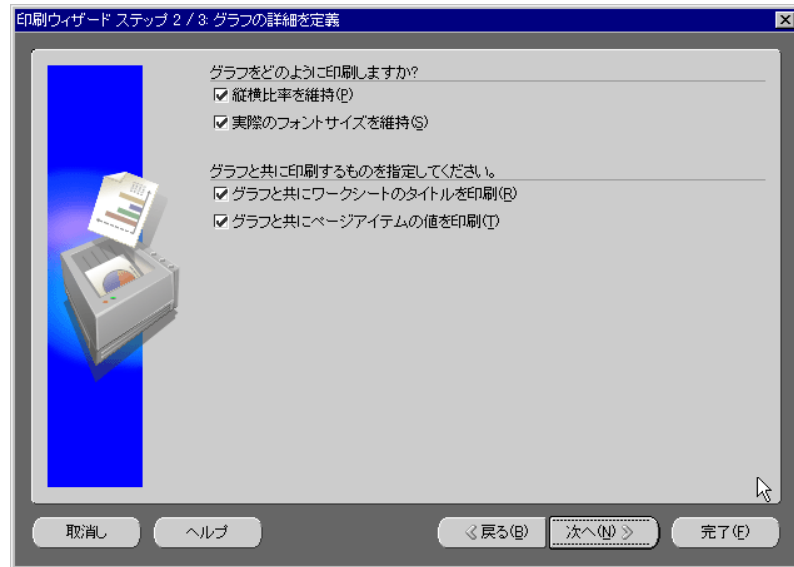 印刷ウィザード ステップ 2 / 3: グラフの詳細を定義
グラフをどのように印刷しますか?
縦横比率を維持(P)
実際のフォントサイズを維持(S)
グラフと共に印刷するものを指定してください。
グラフと共にワークシートのタイトルを印刷(R)
グラフと共にページアイテムの値を印刷(T)
取消し ヘルプ 戻る(B) 次へ(N) 完了(F)